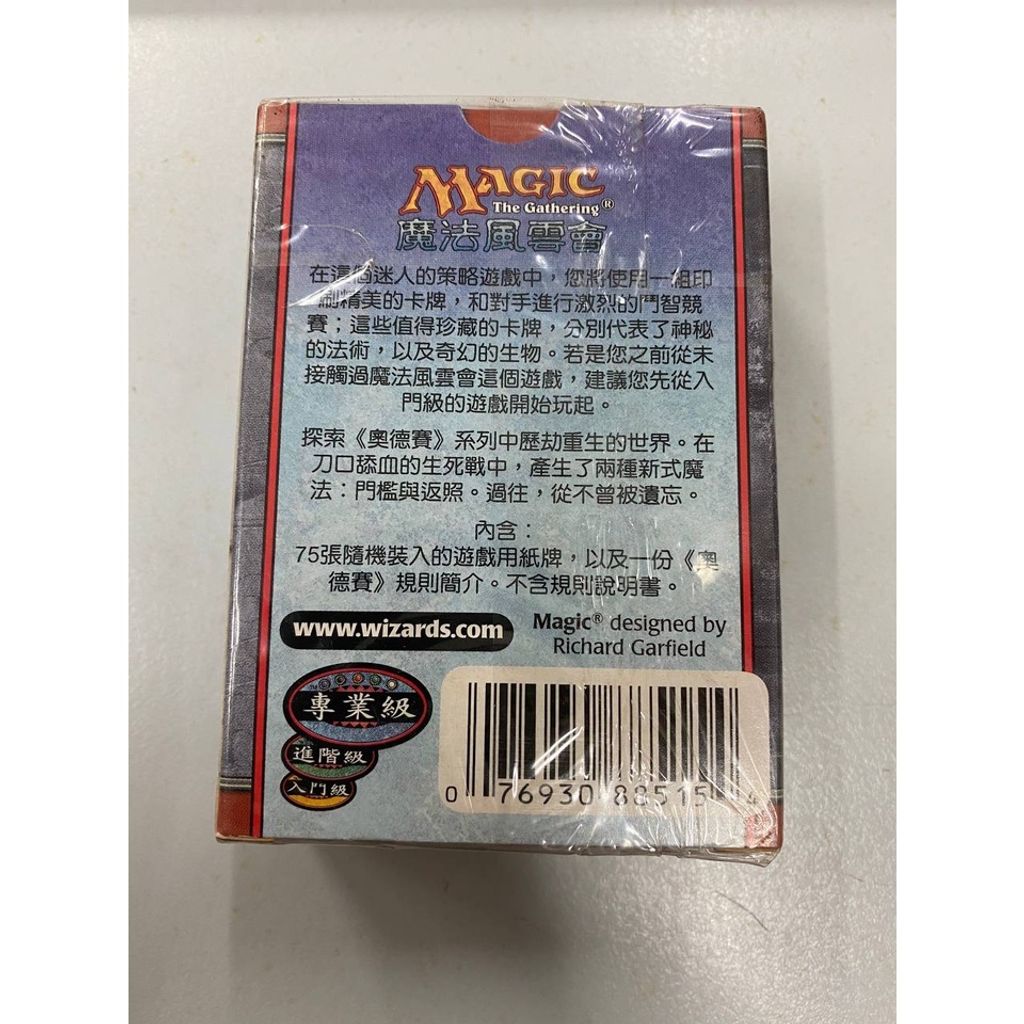 MAGIC
The Gathering®
魔法風雲會
在這個迷人的策略遊戲中，您將使用一組印
刷精美的卡牌，和對手進行激烈的鬥智競
賽；這些值得珍藏的卡牌，分別代表了神秘
的法術，以及奇幻的生物。若是您之前從未
接觸過魔法風雲會這個遊戲，建議您先從入
門級的遊戲開始玩起。
探索《奧德賽》系列中歷劫重生的世界。在
刀口舔血的生死戰中，產生了兩種新式魔
法：門檻與返照。過往，從不曾被遺忘。
內含：
75張隨機裝入的遊戲用紙牌，以及一份《奧
德賽》規則簡介。不含規則說明書。
www.wizards.com
Magic® designed by
Richard Garfield
專業級
進階級
入門級
0 76930 88515 4